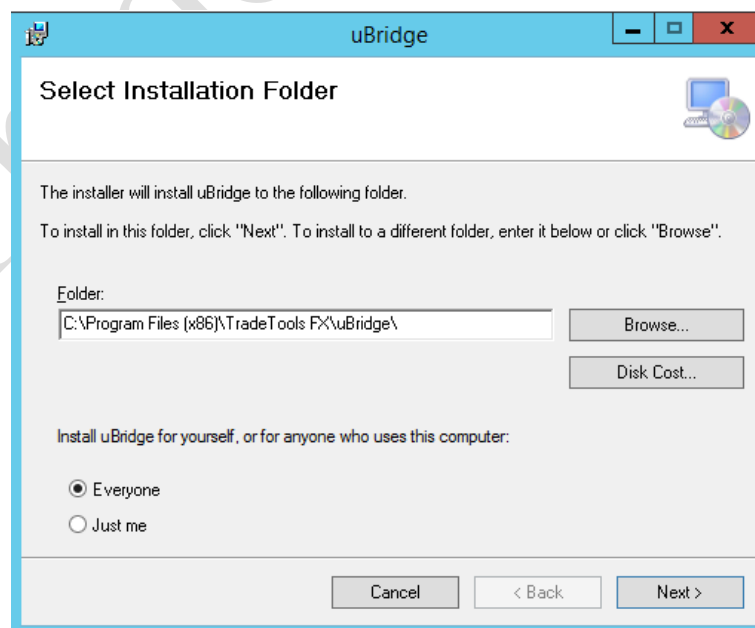 uBridge
Select Installation Folder
The installer will install uBridge to the following folder.
To install in this folder, click "Next". To install to a different folder, enter it below or click "Browse".
Folder:
C:\Program Files (x86)\TradeTools FX\uBridge\
Browse...
Disk Cost...
Install uBridge for yourself, or for anyone who uses this computer:
Everyone
Just me
Cancel
< Back
Next >